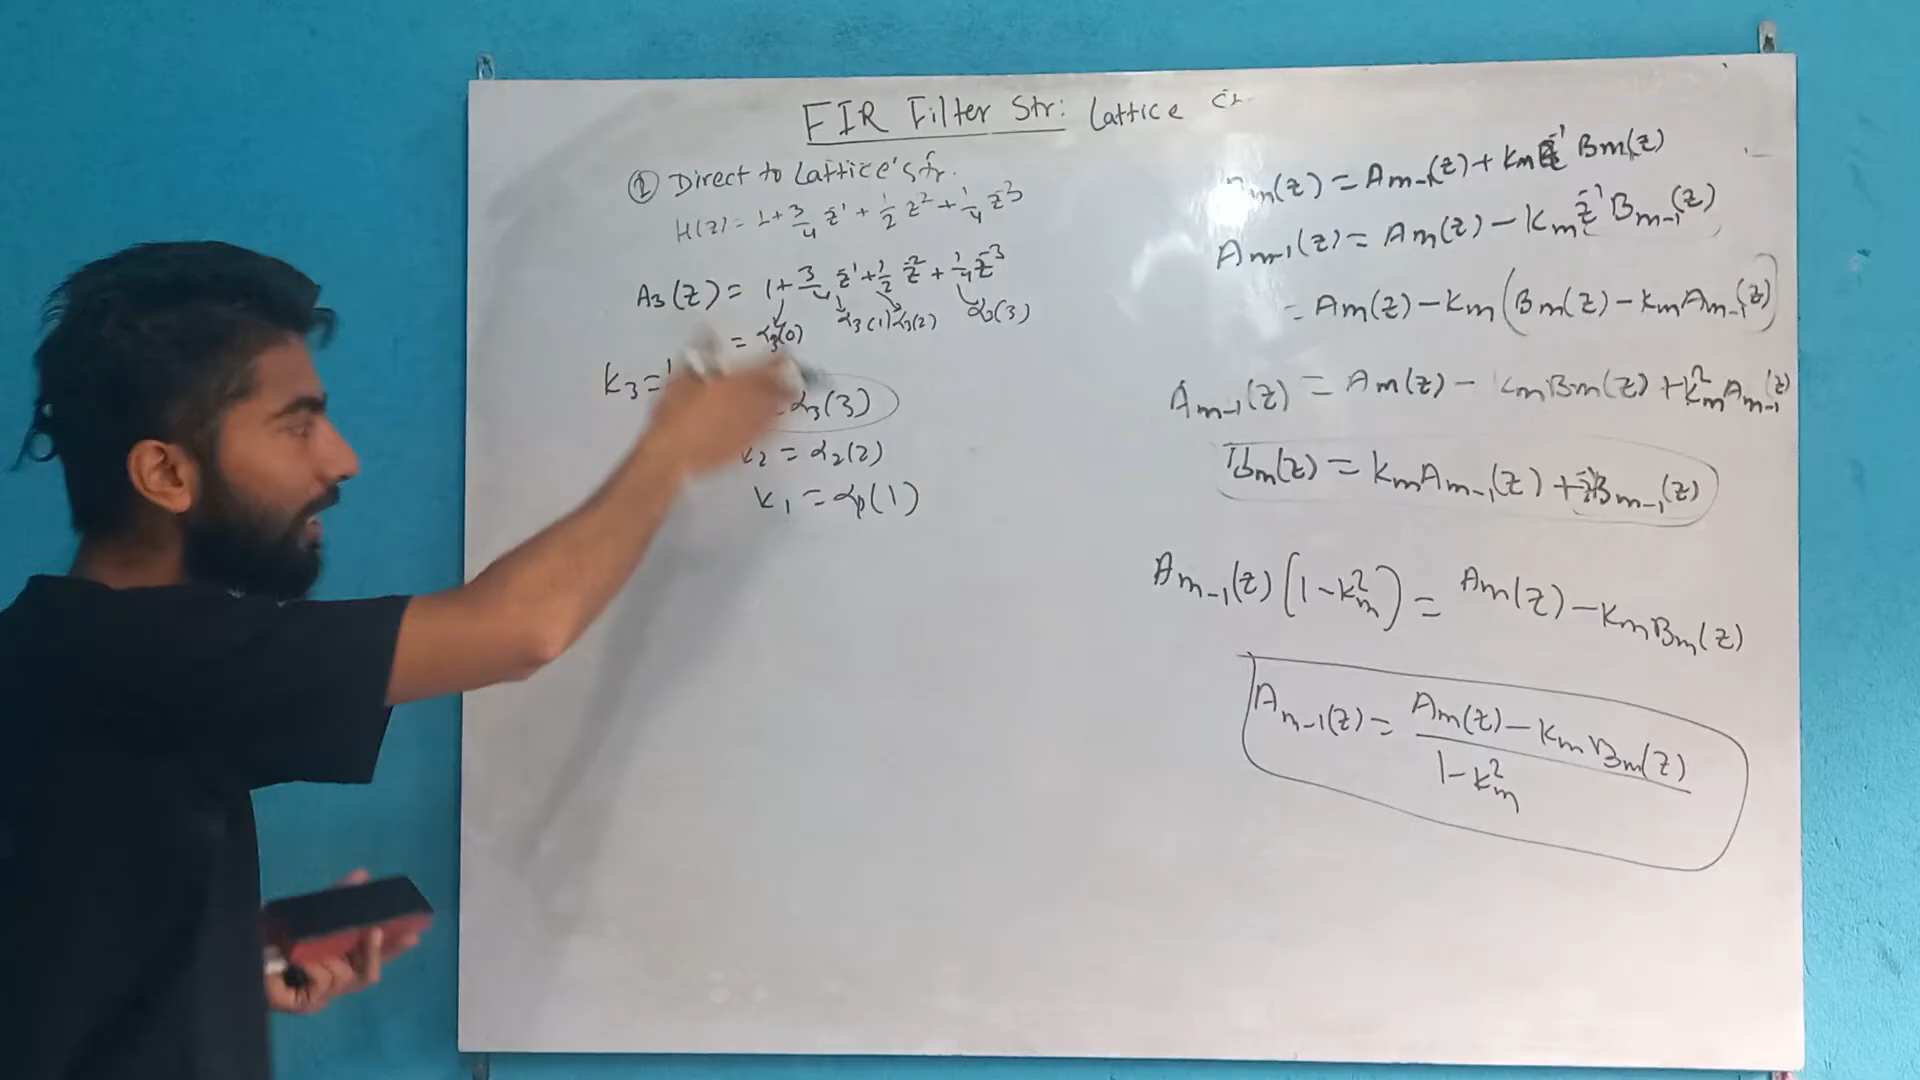 FIR Filter Str: Lattice
① Direct to Lattice's str.
H(z) = 1 + 3/4 z⁻¹ + 1/2 z⁻² + 1/4 z⁻³
A₃(z) = 1 + 3/4 z⁻¹ + 1/2 z⁻² + 1/4 z⁻³
= α₃(0) α₃(1) α₃(2) α₃(3)
K₃ =
α₃(3)
K₂ = α₂(2)
K₁ = α₁(1)
m(z) = Am-1(z) + Km z⁻¹ Bm(z)
Am-1(z) = Am(z) - Km z⁻¹ Bm-1(z)
= Am(z) - Km (Bm(z) - Km Am-1(z))
Am-1(z) = Am(z) - Km Bm(z) + K²m Am-1(z)
Bm(z) = Km Am-1(z) + z⁻¹ Bm-1(z)
Am-1(z) (1 - K²m) = Am(z) - Km Bm(z)
Am-1(z) = Am(z) - Km Bm(z) / 1 - K²m